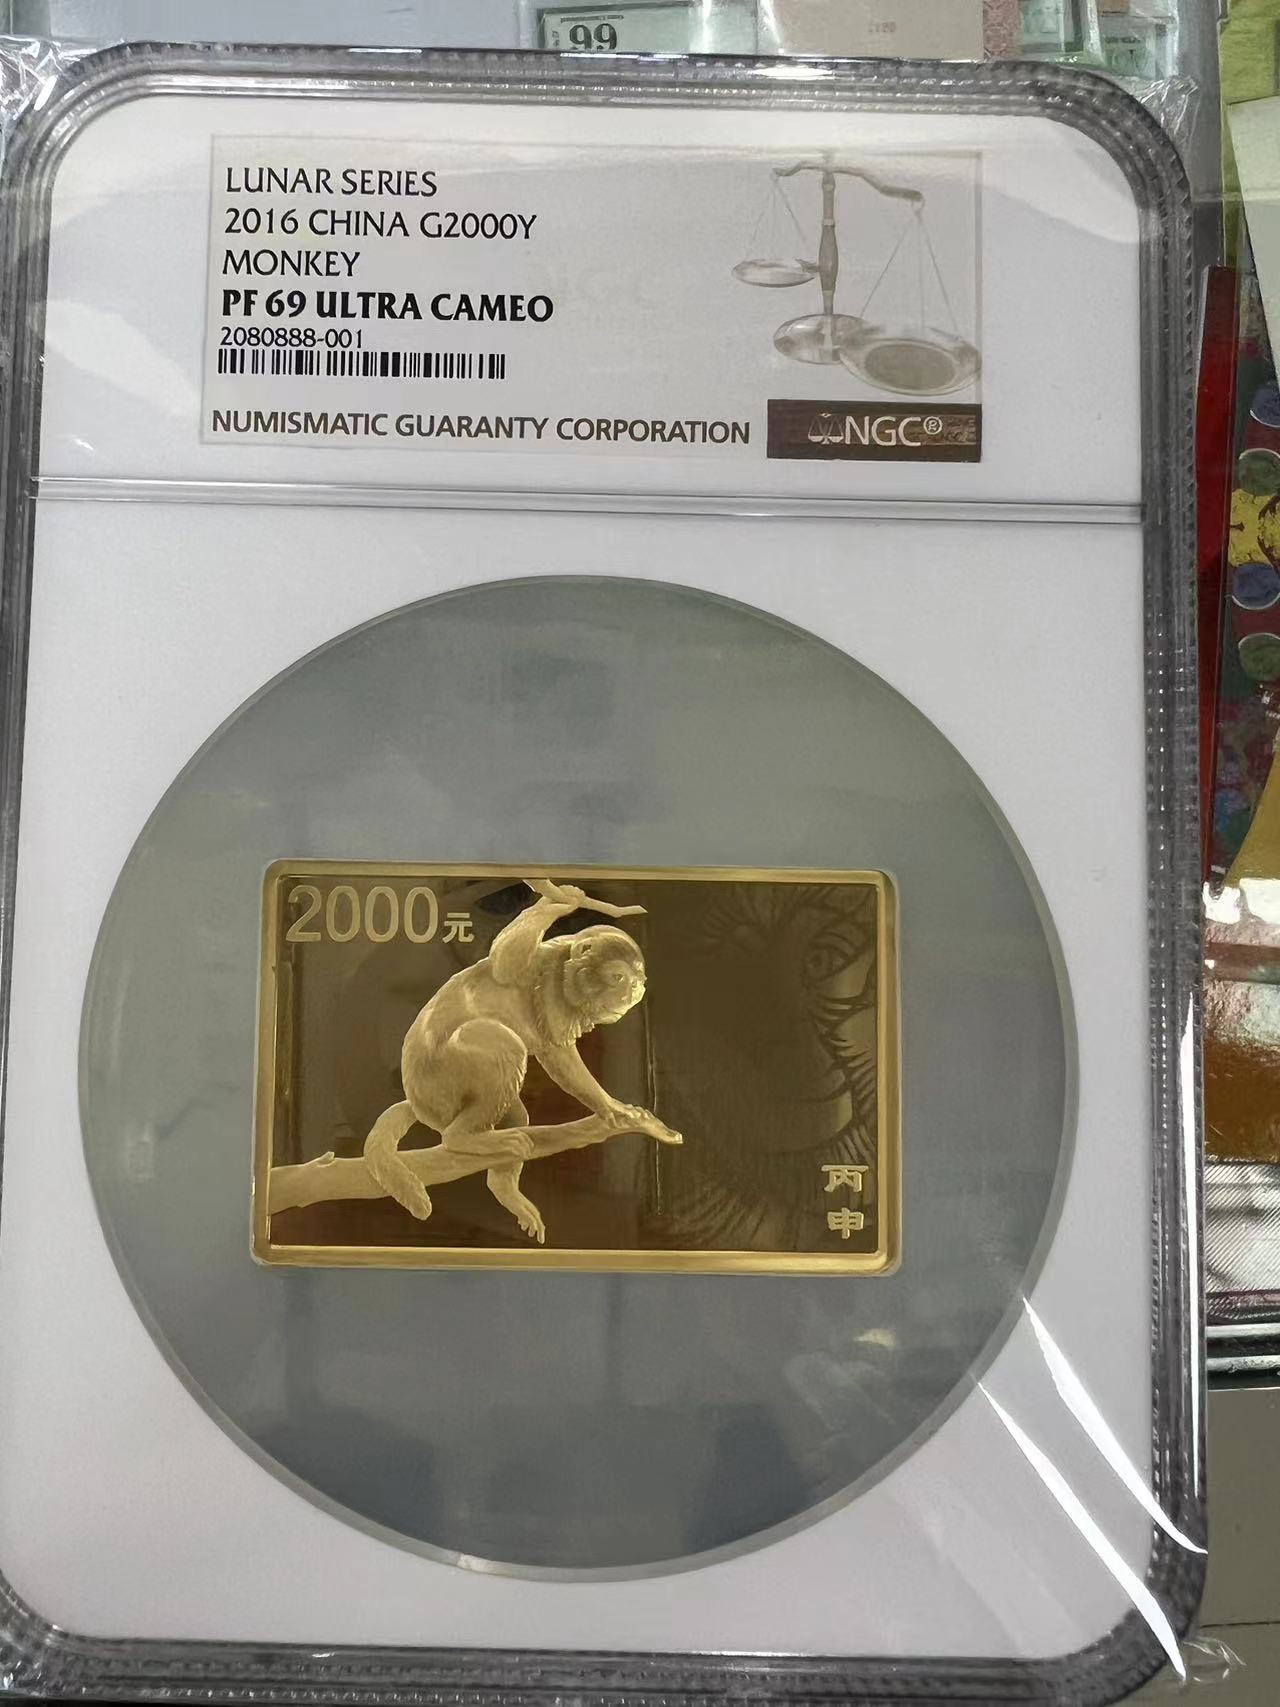 99
LUNAR SERIES
2016 CHINA G2000Y
MONKEY
PF 69 ULTRA CAMEO
2080888-001
NUMISMATIC GUARANTY CORPORATION
NGC®
2000元
丙
申